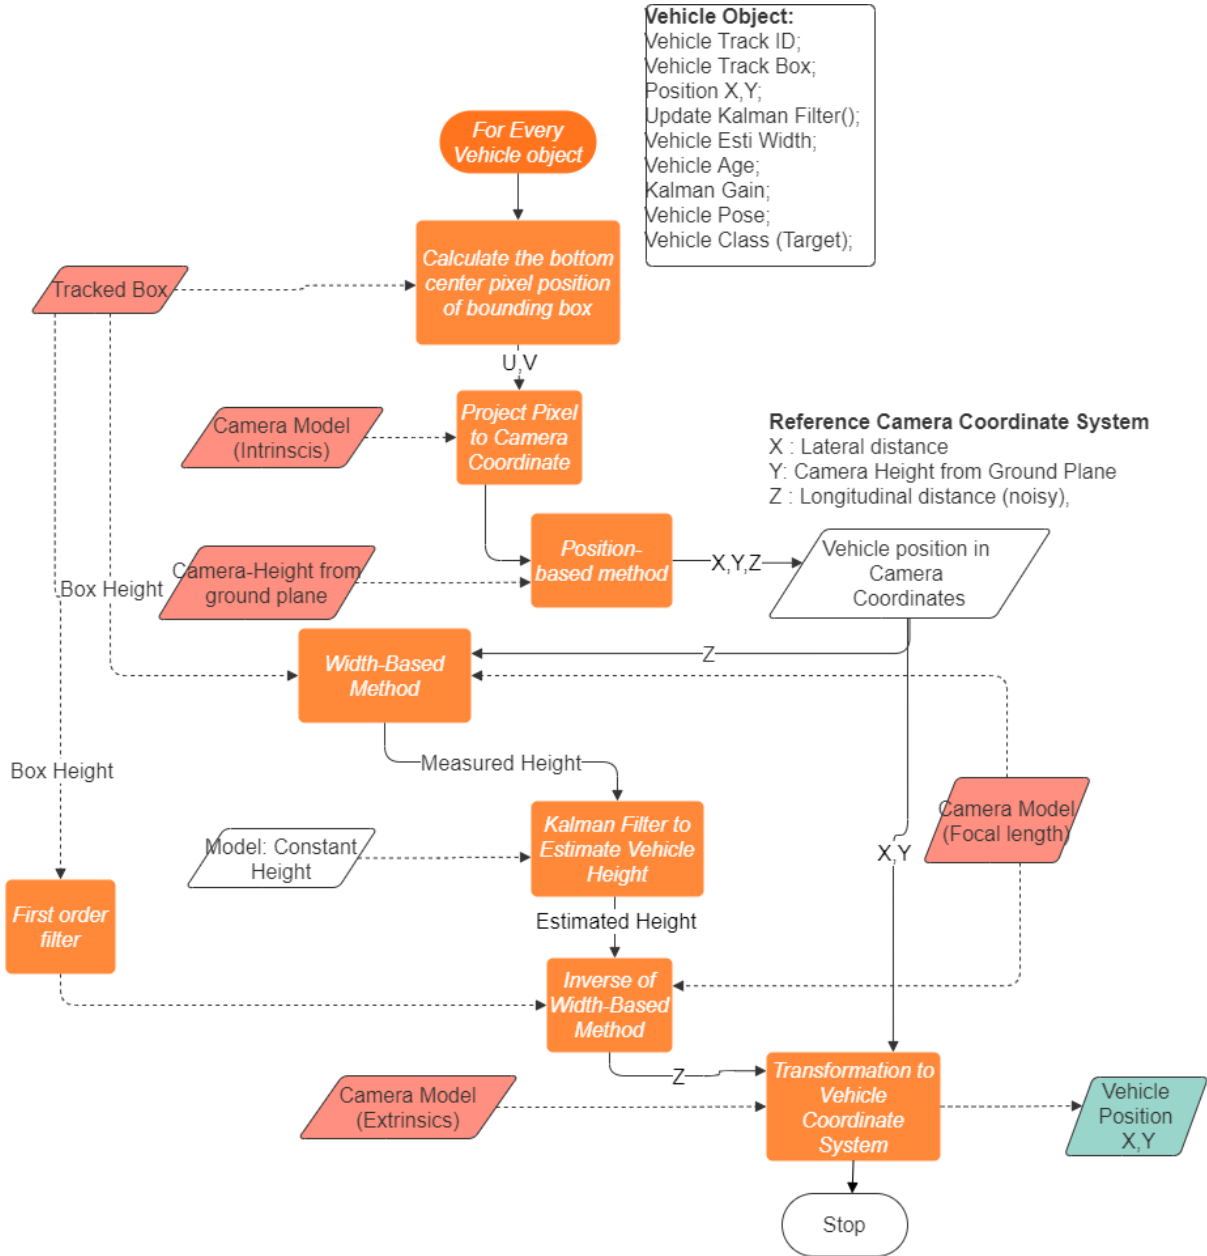 Vehicle Object:
Vehicle Track ID;
Vehicle Track Box;
Position X,Y;
Update Kalman Filter();
Vehicle Esti Width;
Vehicle Age;
Kalman Gain;
Vehicle Pose;
Vehicle Class (Target);
For Every
Vehicle object
Calculate the bottom
center pixel position
of bounding box
Tracked Box
U,V
Project Pixel
to Camera
Coordinate
Camera Model
(Intrinscis)
Reference Camera Coordinate System
X : Lateral distance
Y: Camera Height from Ground Plane
Z : Longitudinal distance (noisy),
Position-
based method
X,Y,Z
Vehicle position in
Camera
Coordinates
Camera-Height from
ground plane
Box Height
Z
Width-Based
Method
Box Height
Measured Height
Camera Model
(Focal length)
Kalman Filter to
Estimate Vehicle
Height
Model: Constant
Height
X,Y
First order
filter
Estimated Height
Inverse of
Width-Based
Method
Z
Transformation to
Vehicle
Coordinate
System
Camera Model
(Extrinsics)
Vehicle
Position
X,Y
Stop